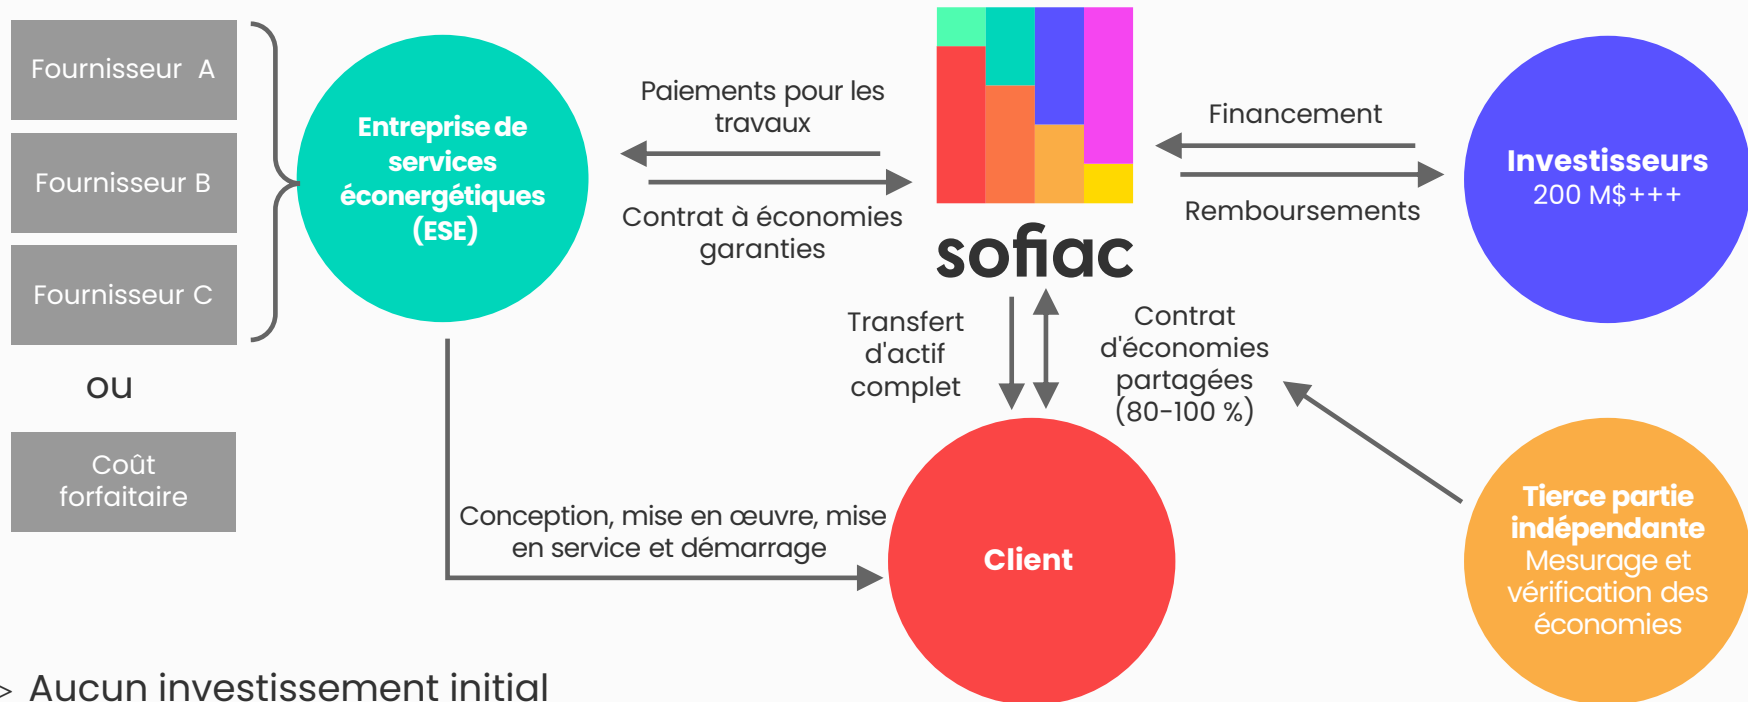 Fournisseur A
Fournisseur B
Fournisseur C
ou
Coût
forfaitaire
Entreprise de
services
éconergétiques
(ESE)
Paiements pour les
travaux
Contrat à économies
garanties
sofiac
Financement
Remboursements
Investisseurs
200 M$+++
Transfert
d'actif
complet
Contrat
d'économies
partagées
(80-100 %)
Conception, mise en œuvre, mise
en service et démarrage
Client
Tierce partie
indépendante
Mesurage et
vérification des
économies
> Aucun investissement initial